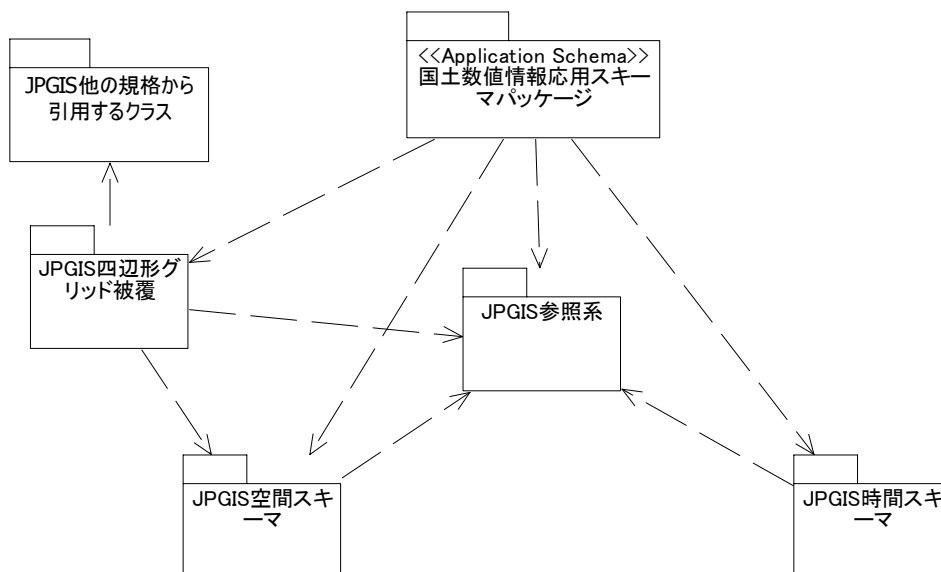 <<Application Schema>>
国土数値情報応用スキー
マパッケージ
JPGIS他の規格から
引用するクラス
JPGIS四辺形グ
リッド被覆
JPGIS参照系
JPGIS空間スキ
ーマ
JPGIS時間スキ
ーマ